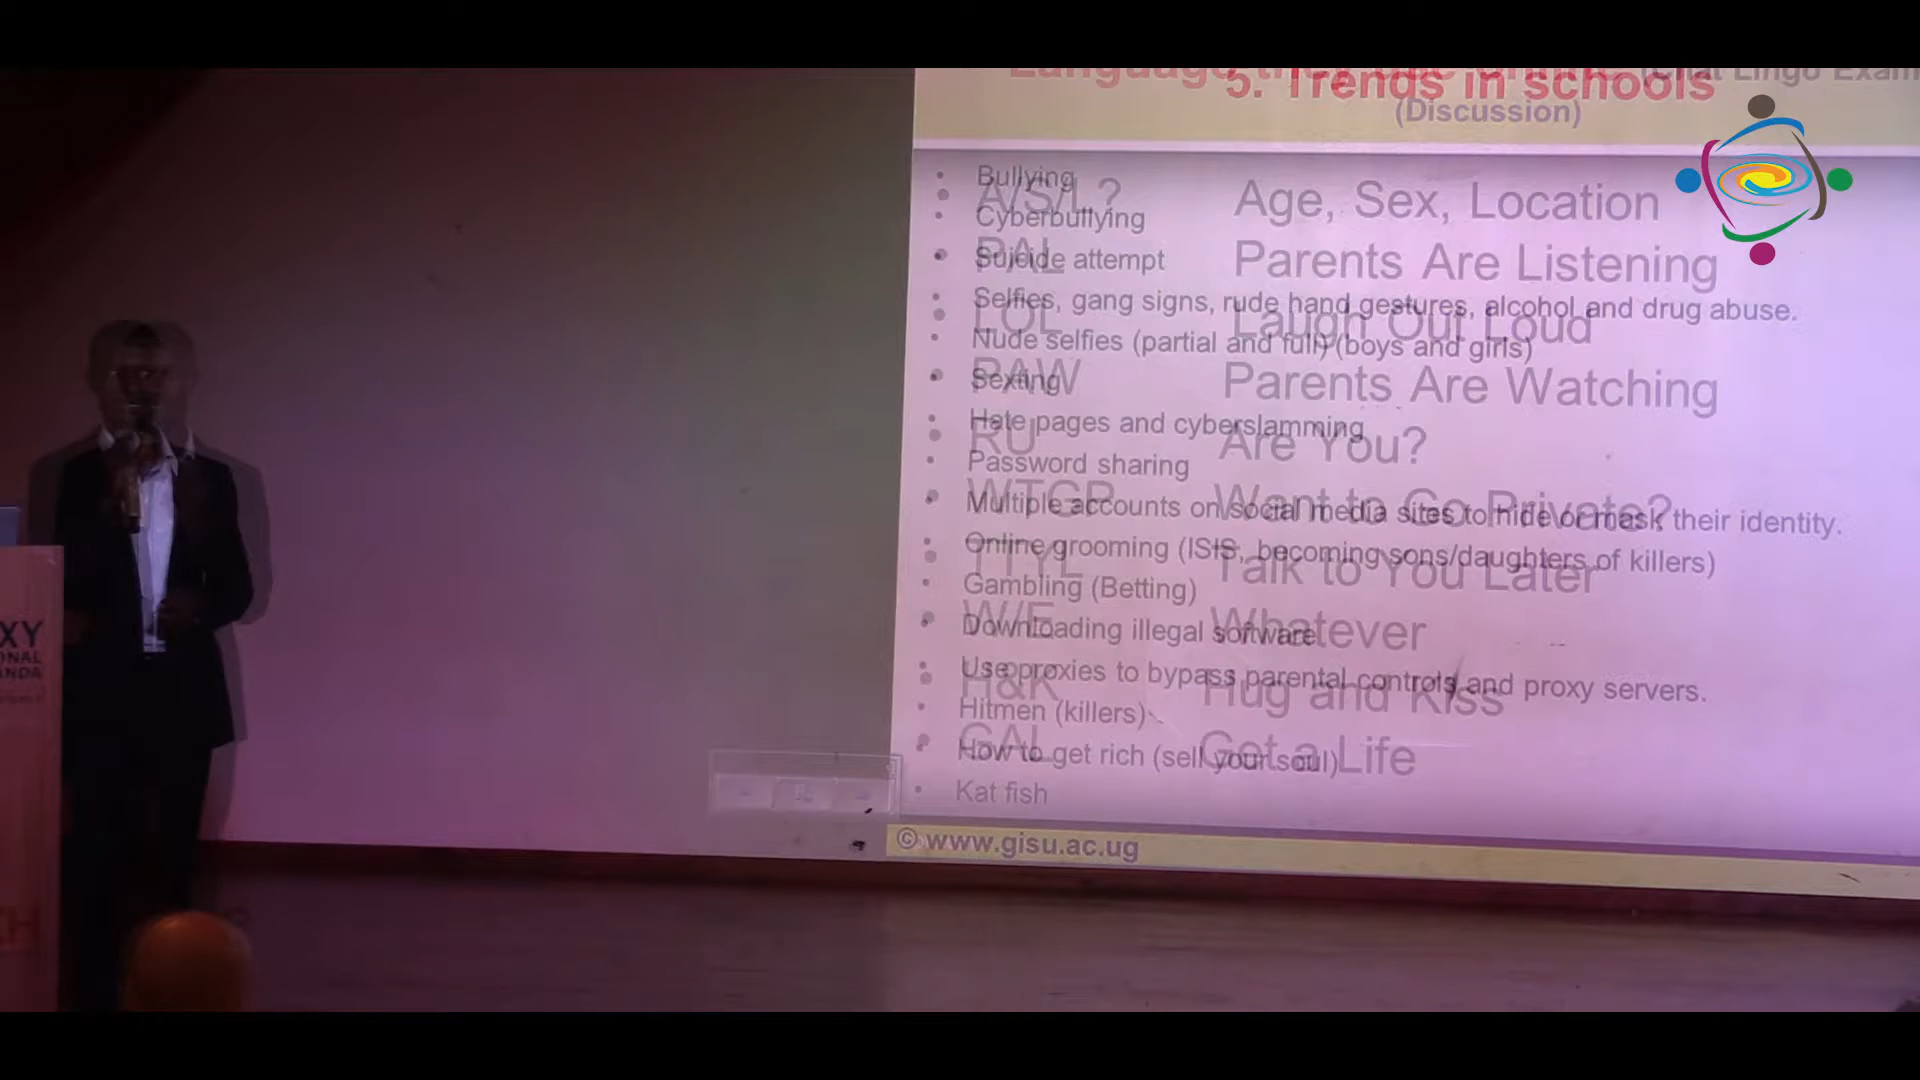 5. Trends in schools
(Discussion)
• Bullying
• Cyberbullying
• Suicide attempt
• Selfies, gang signs, rude hand gestures, alcohol and drug abuse.
• Nude selfies (partial and full) (boys and girls)
• Sexting
• Hate pages and cyberslamming
• Password sharing
• Multiple accounts on social media sites to hide or mask their identity.
• Online grooming (ISIS, becoming sons/daughters of killers)
• Gambling (Betting)
• Downloading illegal software
• Use proxies to bypass parental controls and proxy servers.
• Hitmen (killers)
• How to get rich (sell your soul)
• Kat fish
Language
Chat Lingo
• A/S/L? Age, Sex, Location
• PAL Parents Are Listening
• LOL Laugh Out Loud
• PAW Parents Are Watching
• RU Are You?
• WTGP Want to Go Private?
• TTYL Talk to You Later
• W/E Whatever
• H&K Hug and Kiss
• GAL Get a Life
© www.gisu.ac.ug
XY
ONAL
NDA